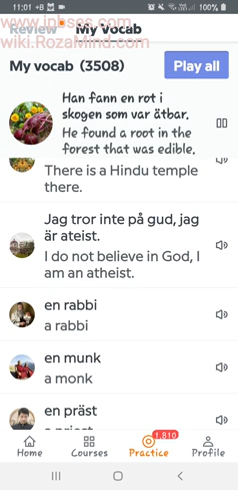 11:01 +B 100%
www.inloses.com
Review My Vocab
wiki.RozaMind.com
My vocab (3508) Play all
Han fann en rot i
skogen som var ätbar.
He found a root in the
forest that was edible.
There is a Hindu temple
there.
Jag tror inte på gud, jag
är ateist.
I do not believe in God, I
am an atheist.
en rabbi
a rabbi
en munk
a monk
en präst
a priest
1,810
Home Courses Practice Profile